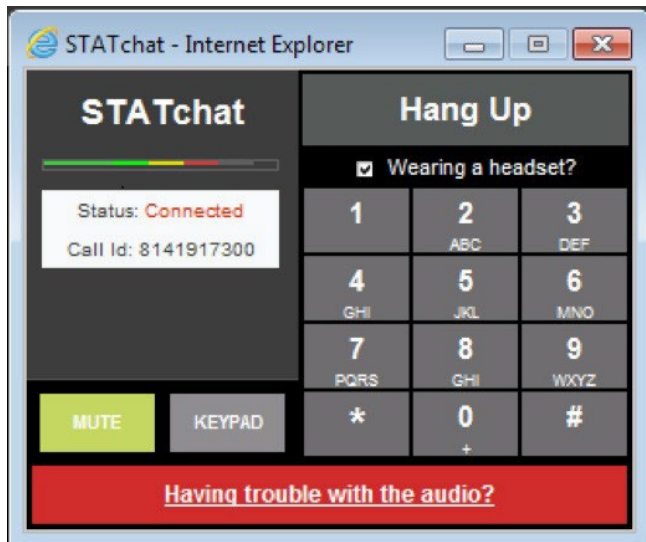 STATchat - Internet Explorer
STATchat
Hang Up
Wearing a headset?
Status: Connected
Call Id: 8141917300
1
2
ABC
3
DEF
4
GHI
5
JKL
6
MNO
7
PQRS
8
GHI
9
WXYZ
*
0
+
#
MUTE
KEYPAD
Having trouble with the audio?